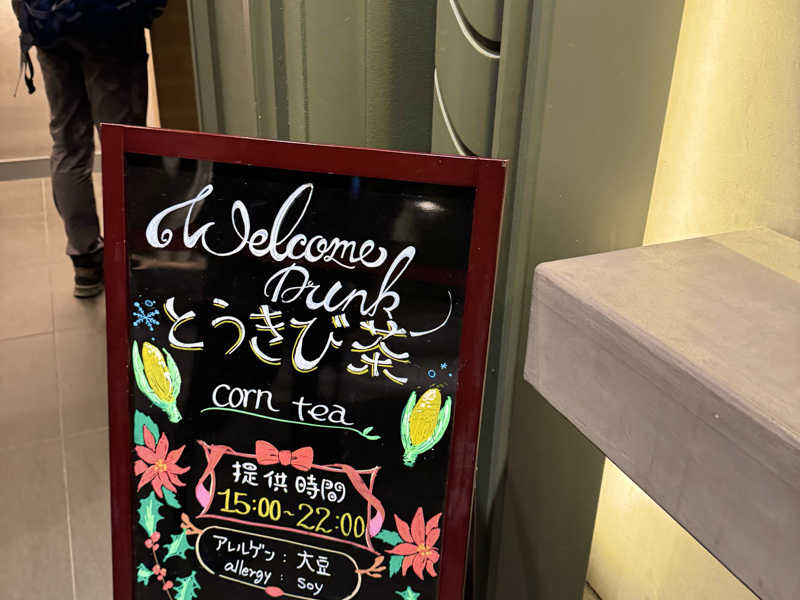 Welcome
Drink
とうきび茶
corn tea
提供時間
15:00~22:00
アレルゲン：大豆
allergy : soy